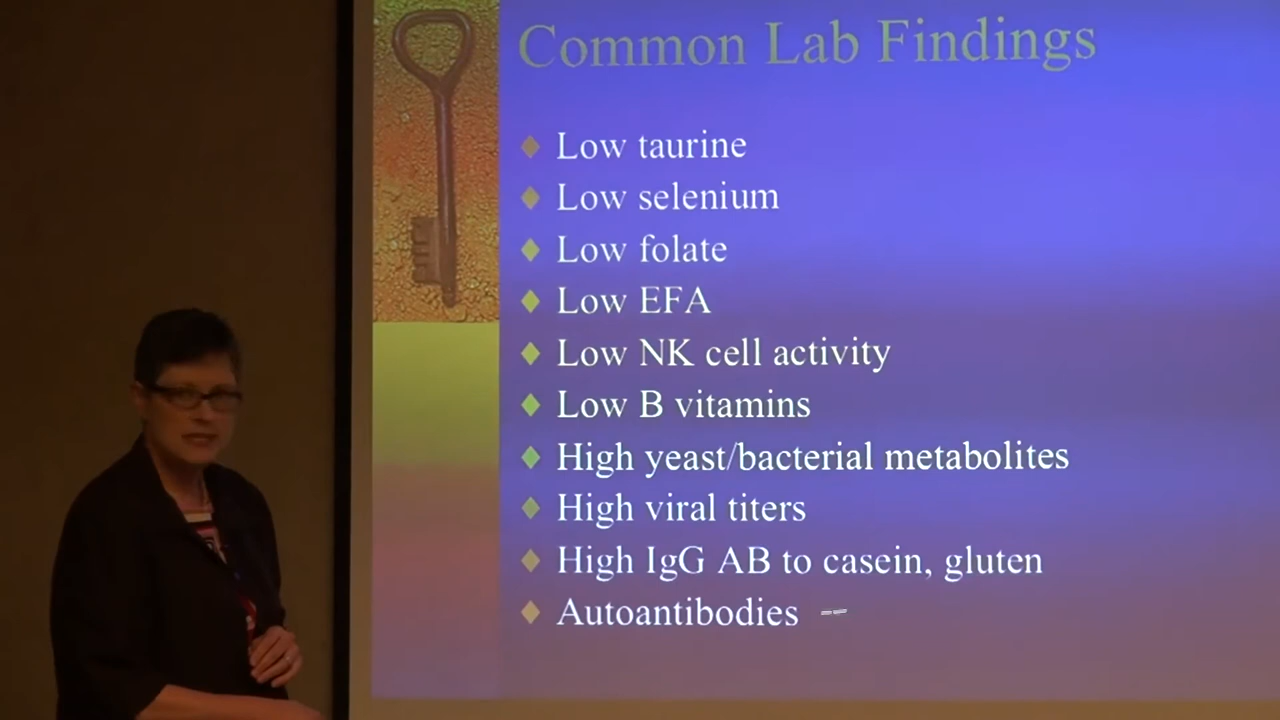 Common Lab Findings
Low taurine
Low selenium
Low folate
Low EFA
Low NK cell activity
Low B vitamins
High yeast/bacterial metabolites
High viral titers
High IgG AB to casein, gluten
Autoantibodies --